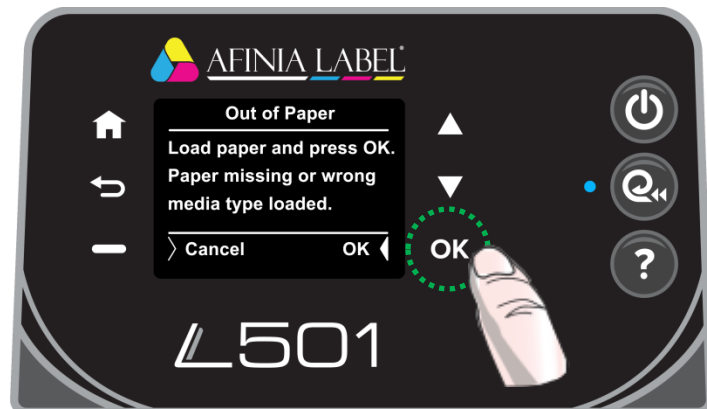 AFINIA LABEL
Out of Paper
Load paper and press OK.
Paper missing or wrong
media type loaded.
Cancel OK
OK
?
L501